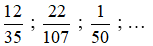 12/35 ; 22/107 ; 1/50 ; ...